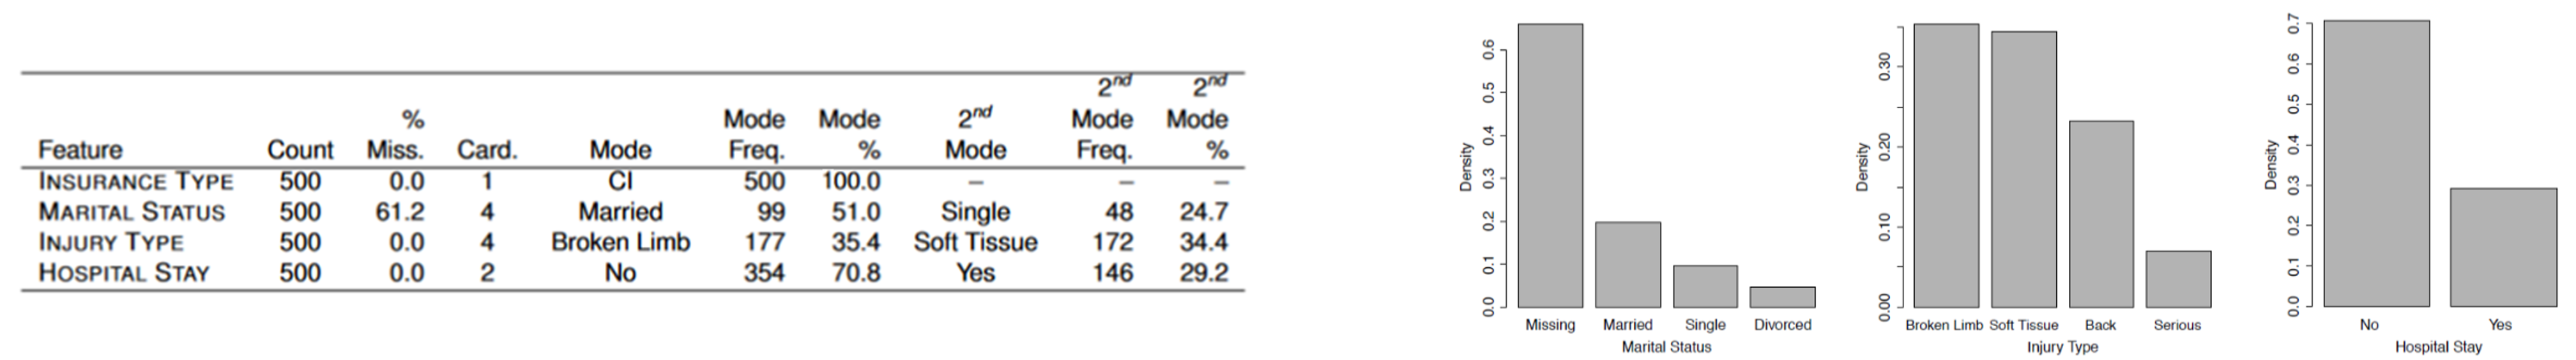 Feature Count % Miss. Card. Mode Mode Freq. Mode % 2nd Mode 2nd Mode Freq. 2nd Mode %
INSURANCE TYPE 500 0.0 1 CI 500 100.0 – – –
MARITAL STATUS 500 61.2 4 Married 99 51.0 Single 48 24.7
INJURY TYPE 500 0.0 4 Broken Limb 177 35.4 Soft Tissue 172 34.4
HOSPITAL STAY 500 0.0 2 No 354 70.8 Yes 146 29.2
Density
0.0 0.1 0.2 0.3 0.4 0.5 0.6
Missing Married Single Divorced
Marital Status
Density
0.00 0.10 0.20 0.30
Broken Limb Soft Tissue Back Serious
Injury Type
Density
0.0 0.1 0.2 0.3 0.4 0.5 0.6 0.7
No Yes
Hospital Stay